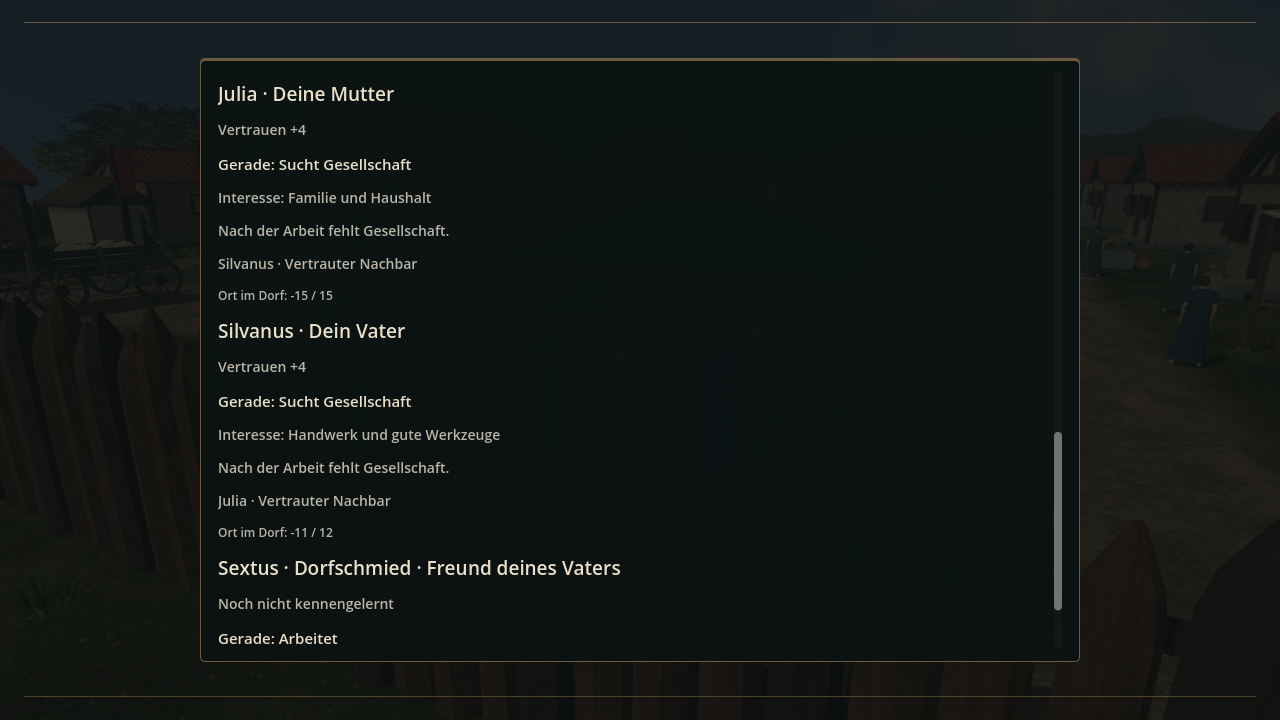 Julia · Deine Mutter
Vertrauen +4
Gerade: Sucht Gesellschaft
Interesse: Familie und Haushalt
Nach der Arbeit fehlt Gesellschaft.
Silvanus · Vertrauter Nachbar
Ort im Dorf: -15 / 15
Silvanus · Dein Vater
Vertrauen +4
Gerade: Sucht Gesellschaft
Interesse: Handwerk und gute Werkzeuge
Nach der Arbeit fehlt Gesellschaft.
Julia · Vertrauter Nachbar
Ort im Dorf: -11 / 12
Sextus · Dorfschmied · Freund deines Vaters
Noch nicht kennengelernt
Gerade: Arbeitet